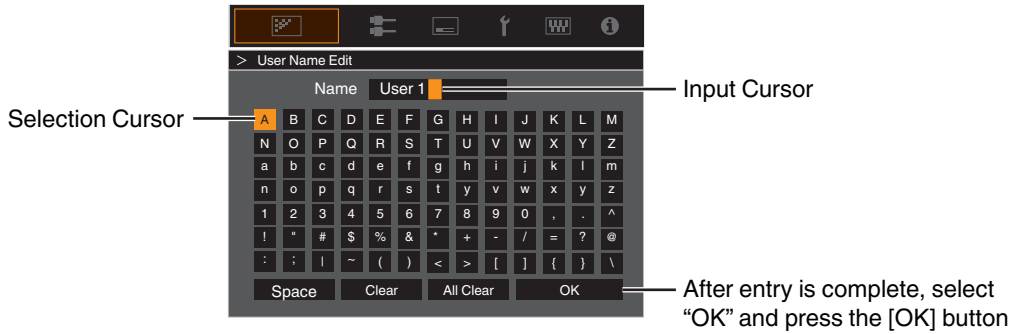 > User Name Edit
Name User 1
Input Cursor
Selection Cursor
A B C D E F G H I J K L M
N O P Q R S T U V W X Y Z
a b c d e f g h i j k l m
n o p q r s t y v w x y z
1 2 3 4 5 6 7 8 9 0 , . ^
! " # $ % & * + - / = ? @
: ; | ~ ( ) < > [ ] { } \
Space Clear All Clear OK
After entry is complete, select
“OK” and press the [OK] button